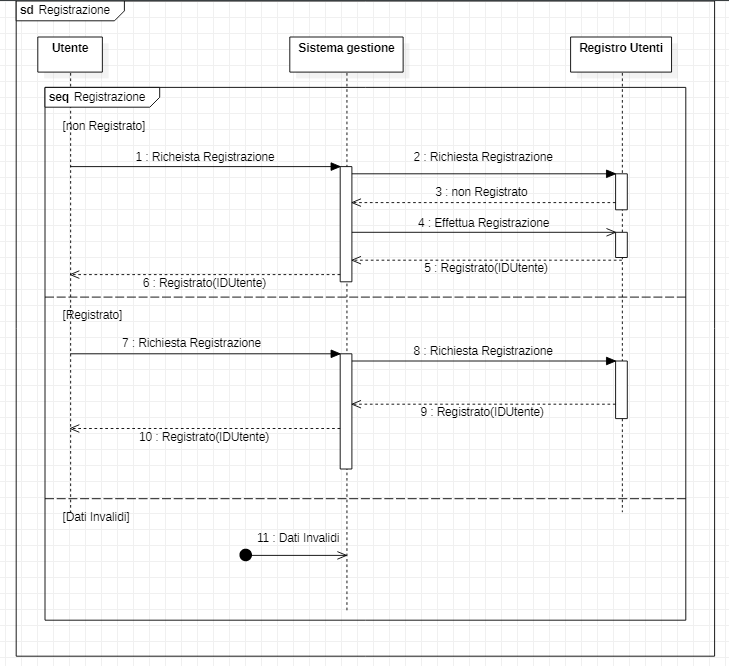 sd Registrazione
Utente
Sistema gestione
Registro Utenti
seq Registrazione
[non Registrato]
1 : Richeista Registrazione
2 : Richiesta Registrazione
3 : non Registrato
4 : Effettua Registrazione
5 : Registrato(IDUtente)
6 : Registrato(IDUtente)
[Registrato]
7 : Richiesta Registrazione
8 : Richiesta Registrazione
9 : Registrato(IDUtente)
10 : Registrato(IDUtente)
[Dati Invalidi]
11 : Dati Invalidi